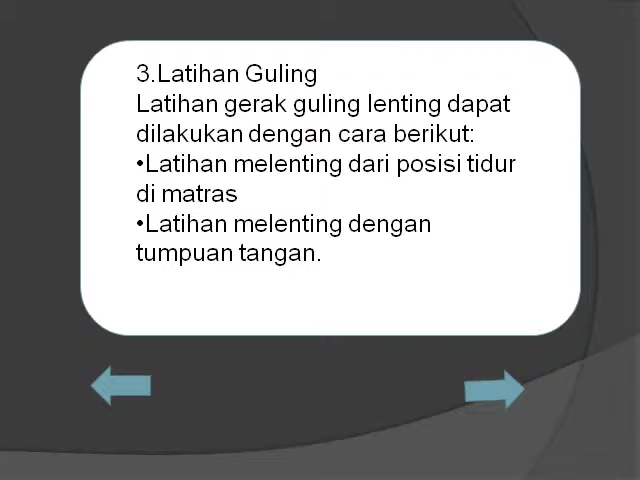 3.Latihan Guling
Latihan gerak guling lenting dapat
dilakukan dengan cara berikut:
•Latihan melenting dari posisi tidur
di matras
•Latihan melenting dengan
tumpuan tangan.